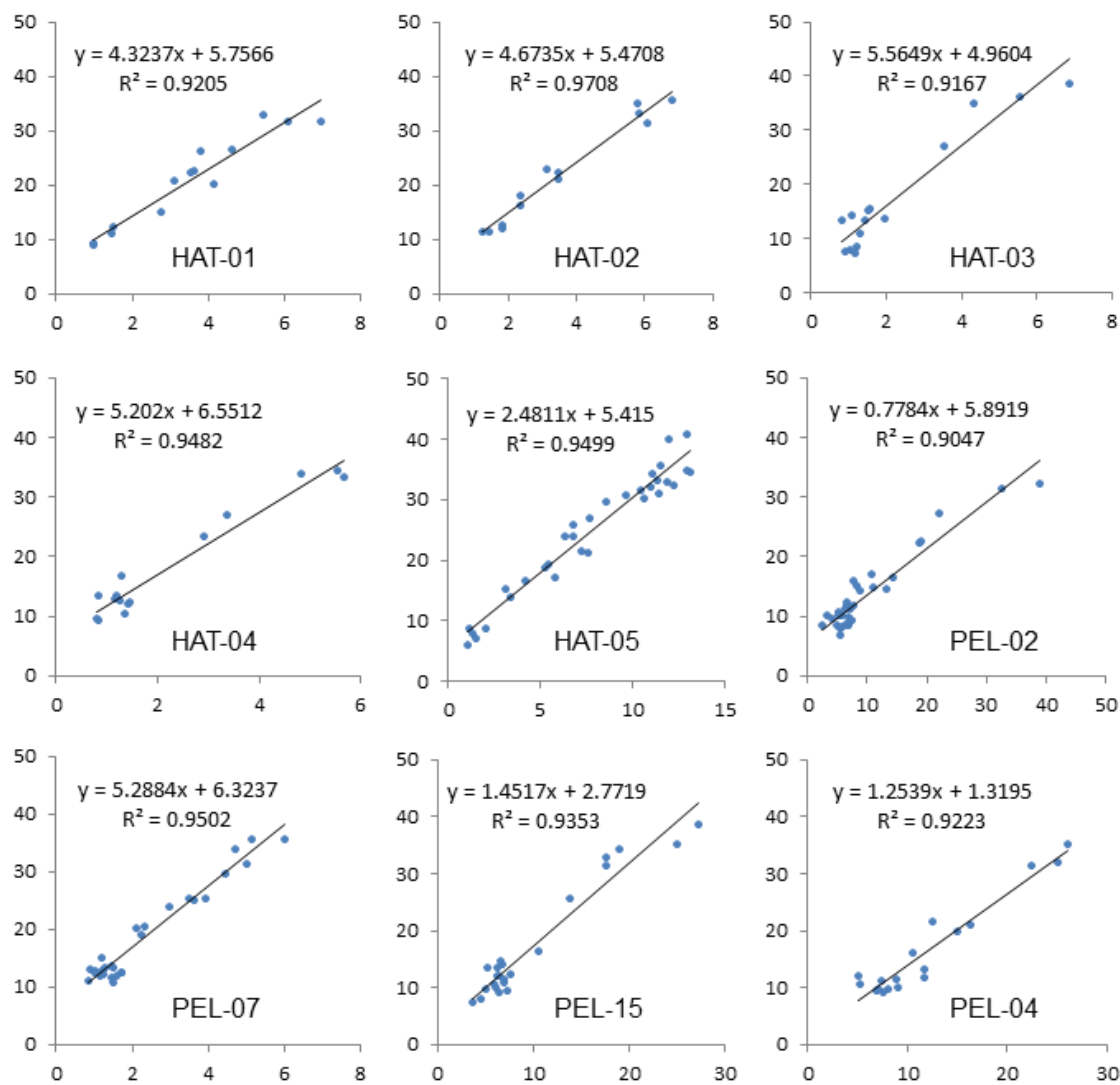 50
40
30
20
10
0
y = 4.3237x + 5.7566
R² = 0.9205
HAT-01
0 2 4 6 8
50
40
30
20
10
0
y = 4.6735x + 5.4708
R² = 0.9708
HAT-02
0 2 4 6 8
50
40
30
20
10
0
y = 5.5649x + 4.9604
R² = 0.9167
HAT-03
0 2 4 6 8
50
40
30
20
10
0
y = 5.202x + 6.5512
R² = 0.9482
HAT-04
0 2 4 6
50
40
30
20
10
0
y = 2.4811x + 5.415
R² = 0.9499
HAT-05
0 5 10 15
50
40
30
20
10
0
y = 0.7784x + 5.8919
R² = 0.9047
PEL-02
0 10 20 30 40 50
50
40
30
20
10
0
y = 5.2884x + 6.3237
R² = 0.9502
PEL-07
0 2 4 6 8
50
40
30
20
10
0
y = 1.4517x + 2.7719
R² = 0.9353
PEL-15
0 10 20 30
50
40
30
20
10
0
y = 1.2539x + 1.3195
R² = 0.9223
PEL-04
0 10 20 30